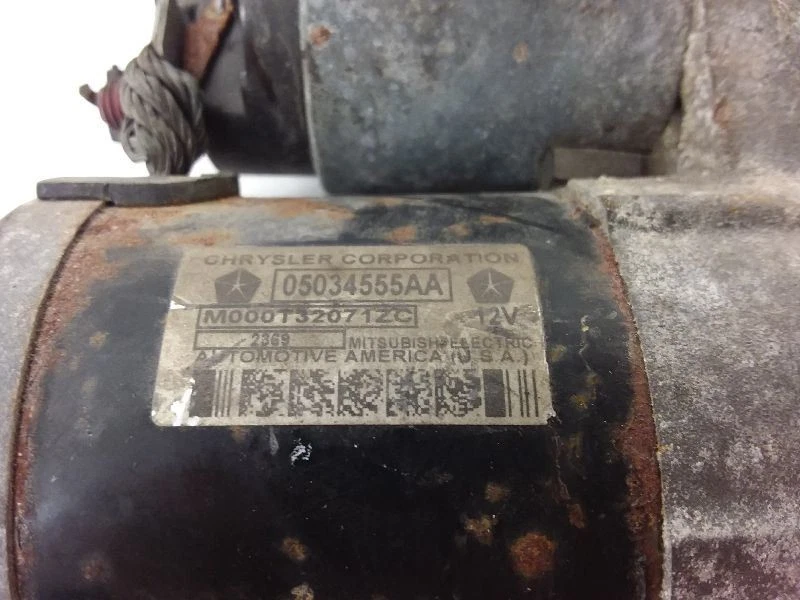 CHRYSLER CORPORATION
05034555AA
M000T32071ZC 12V
2369 MITSUBISHI ELECTRIC
AUTOMOTIVE AMERICA (U.S.A.)